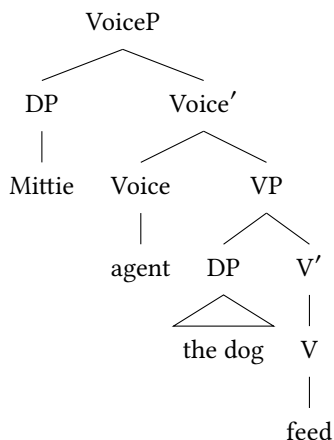 VoiceP
DP Voice′
Mittie Voice VP
agent DP V′
the dog V
feed